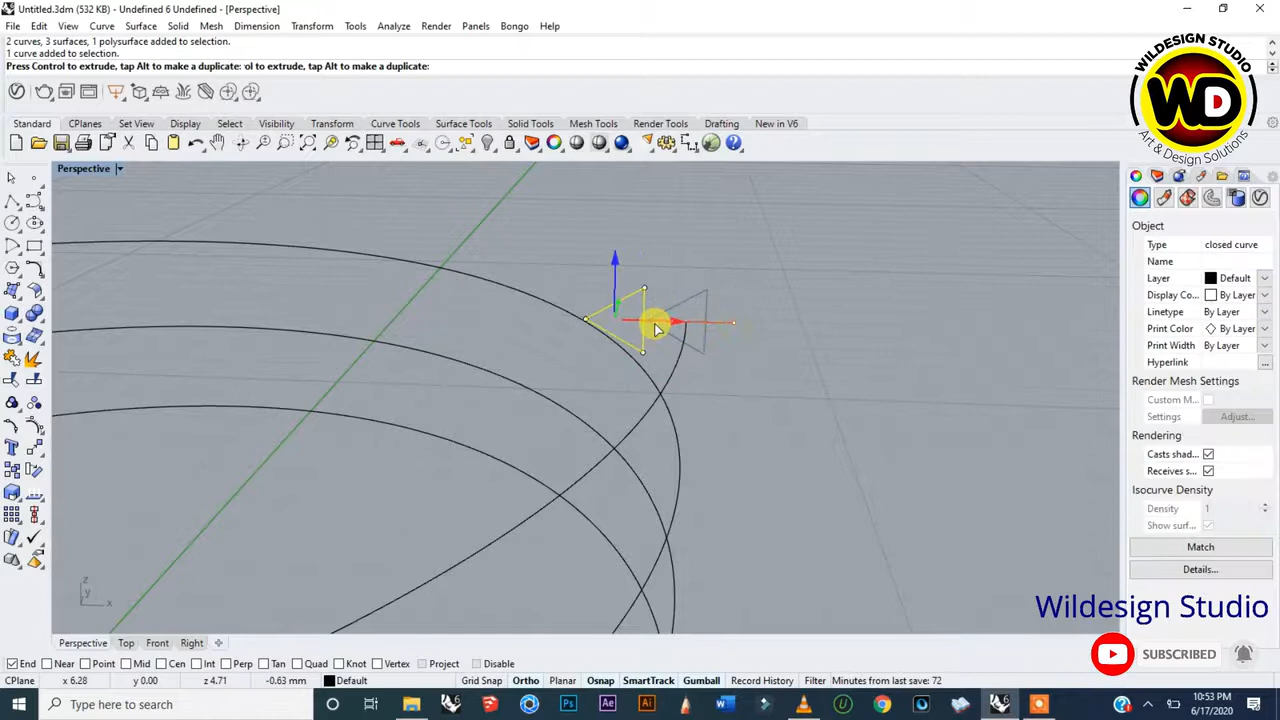 Untitled.3dm (532 KB) - Undefined 6 Undefined - [Perspective]
File Edit View Curve Surface Solid Mesh Dimension Transform Tools Analyze Render Panels Bongo Help
2 curves, 3 surfaces, 1 polysurface added to selection.
1 curve added to selection.
Press Control to extrude, tap Alt to make a duplicate: ol to extrude, tap Alt to make a duplicate:
WILDESIGN STUDIO
WD
Art & Design Solutions
Standard CPlanes Set View Display Select Visibility Transform Curve Tools Surface Tools Solid Tools Mesh Tools Render Tools Drafting New in V6
Perspective
Object
Type closed curve
Name
Layer Default
Display Co... By Layer
Linetype By Layer
Print Color By Layer
Print Width By Layer
Hyperlink ...
Render Mesh Settings
Custom M...
Settings Adjust...
Rendering
Casts shad...
Receives s...
Isocurve Density
Density 1
Show surf...
Match
Details...
z
y
x
Wildesign Studio
SUBSCRIBED
Perspective Top Front Right
End Near Point Mid Cen Int Perp Tan Quad Knot Vertex Project Disable
CPlane x 6.28 y 0.00 z 4.71 -0.63 mm Default Grid Snap Ortho Planar Osnap SmartTrack Gumball Record History Filter Minutes from last save: 72
Type here to search
10:53 PM
6/17/2020